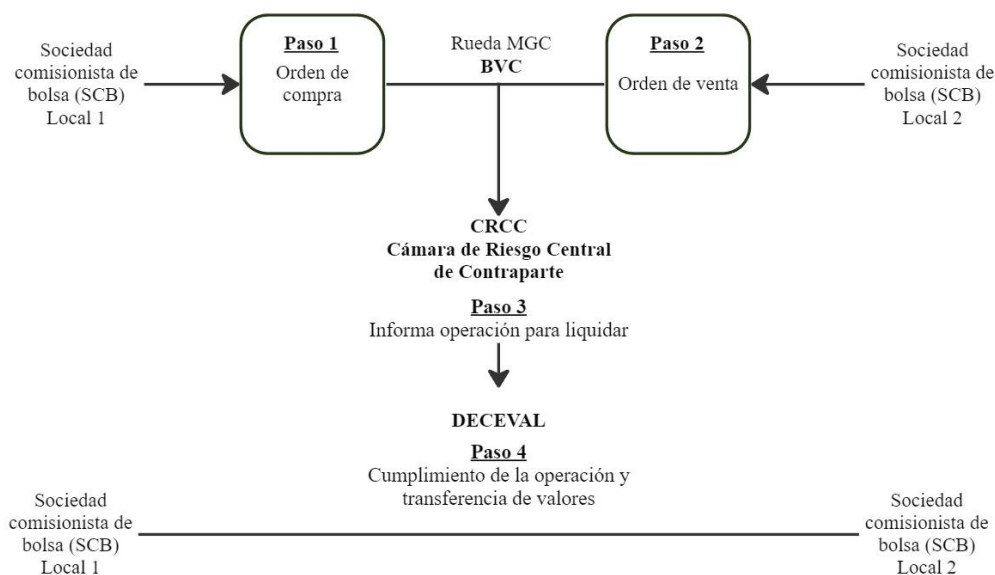 Sociedad
comisionista de
bolsa (SCB)
Local 1
Paso 1
Orden de
compra
Rueda MGC
BVC
Paso 2
Orden de venta
Sociedad
comisionista de
bolsa (SCB)
Local 2
CRCC
Cámara de Riesgo Central
de Contraparte
Paso 3
Informa operación para liquidar
DECEVAL
Paso 4
Cumplimiento de la operación y
transferencia de valores
Sociedad
comisionista de
bolsa (SCB)
Local 1
Sociedad
comisionista de
bolsa (SCB)
Local 2